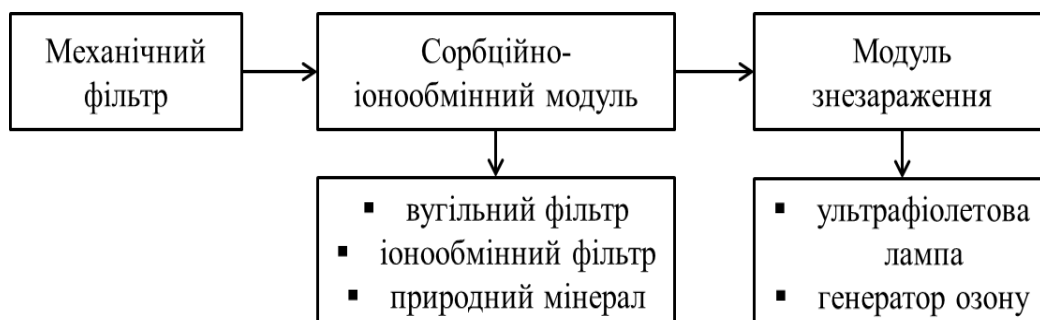 Механічний
фільтр
Сорбційно-
іонообмінний модуль
Модуль
знезараження
▪ вугільний фільтр
▪ іонообмінний фільтр
▪ природний мінерал
▪ ультрафіолетова
лампа
▪ генератор озону